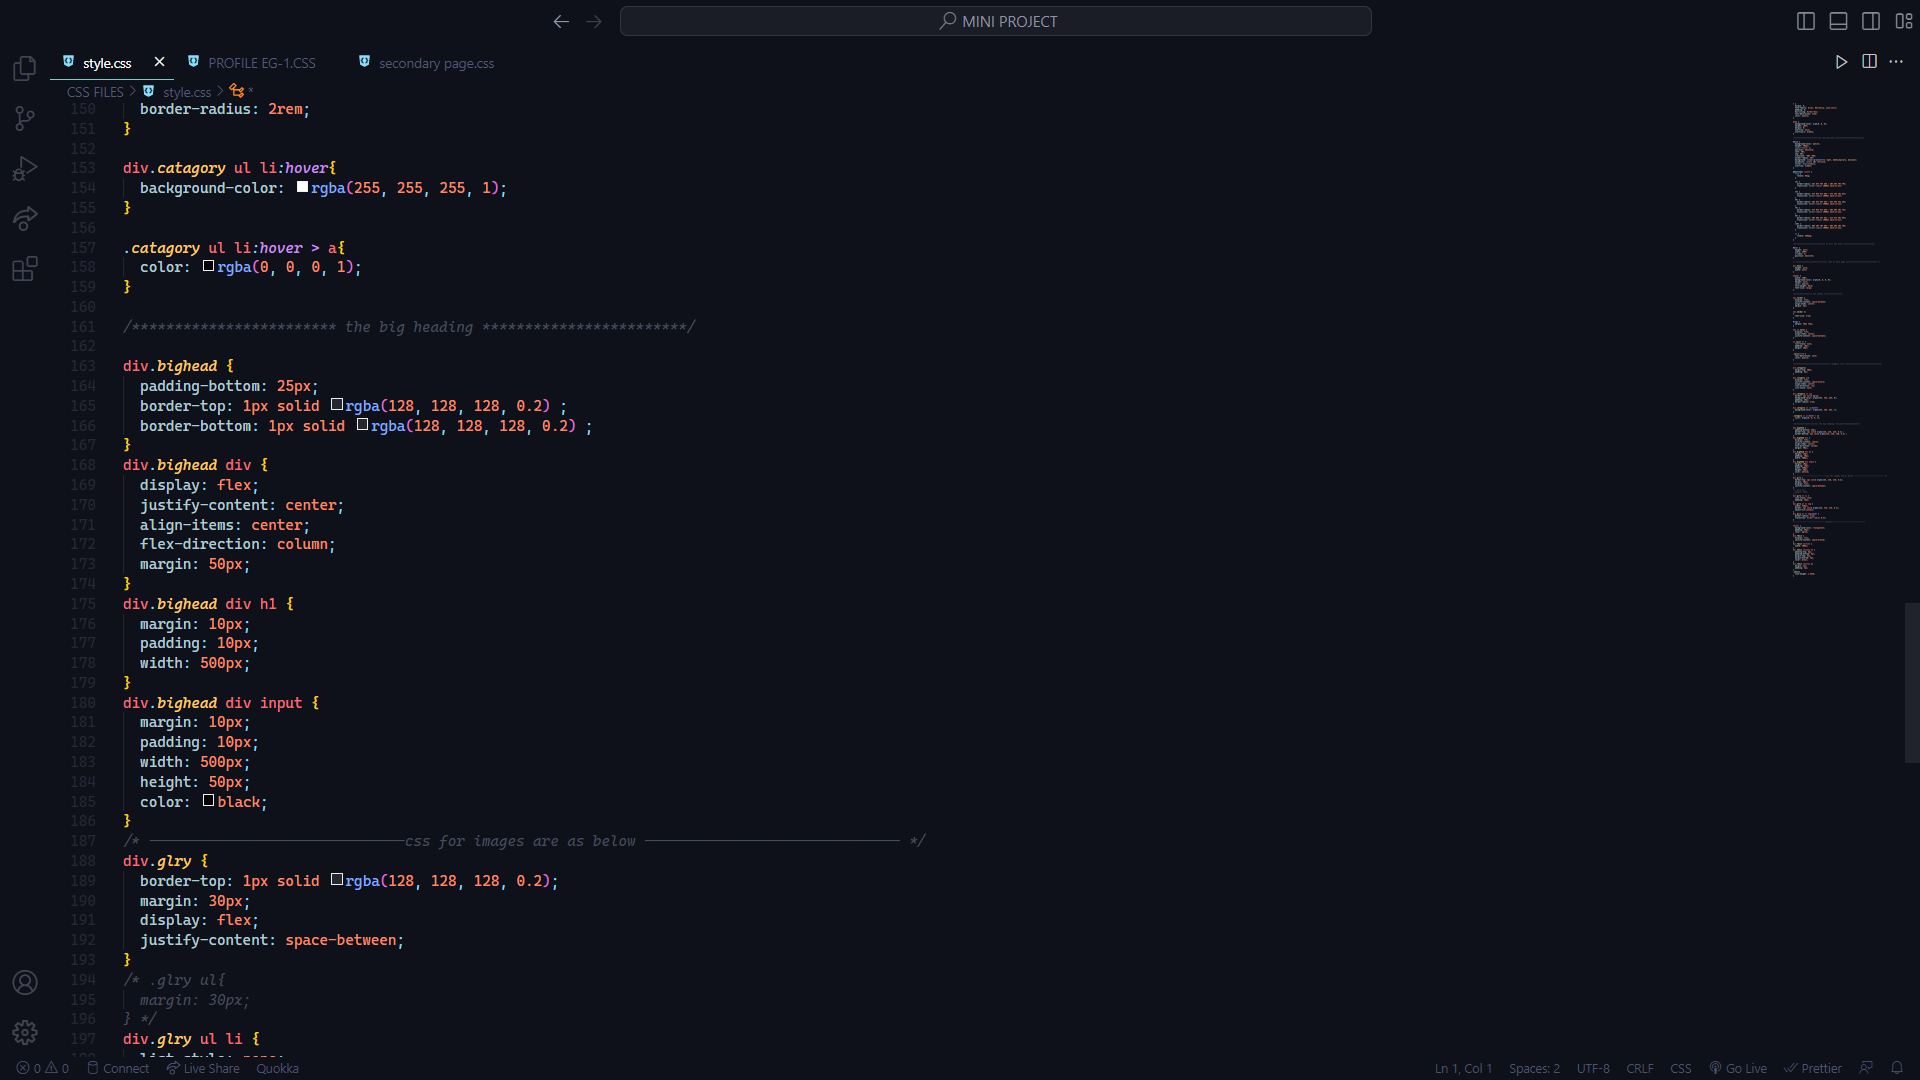 MINI PROJECT
style.css
PROFILE EG-1.CSS
secondary page.css
CSS FILES > style.css > *
150 border-radius: 2rem;
151 }
152
153 div.catagory ul li:hover{
154 background-color: rgba(255, 255, 255, 1);
155 }
156
157 .catagory ul li:hover > a{
158 color: rgba(0, 0, 0, 1);
159 }
160
161 /************************ the big heading ************************/
162
163 div.bighead {
164 padding-bottom: 25px;
165 border-top: 1px solid rgba(128, 128, 128, 0.2) ;
166 border-bottom: 1px solid rgba(128, 128, 128, 0.2) ;
167 }
168 div.bighead div {
169 display: flex;
170 justify-content: center;
171 align-items: center;
172 flex-direction: column;
173 margin: 50px;
174 }
175 div.bighead div h1 {
176 margin: 10px;
177 padding: 10px;
178 width: 500px;
179 }
180 div.bighead div input {
181 margin: 10px;
182 padding: 10px;
183 width: 500px;
184 height: 50px;
185 color: black;
186 }
187 /* ------------------------------css for images are as below ------------------------------ */
188 div.glry {
189 border-top: 1px solid rgba(128, 128, 128, 0.2);
190 margin: 30px;
191 display: flex;
192 justify-content: space-between;
193 }
194 /* .glry ul{
195 margin: 30px;
196 } */
197 div.glry ul li {
198 list-style: none;
0 0 Connect Live Share Quokka
Ln 1, Col 1 Spaces: 2 UTF-8 CRLF CSS Go Live Prettier